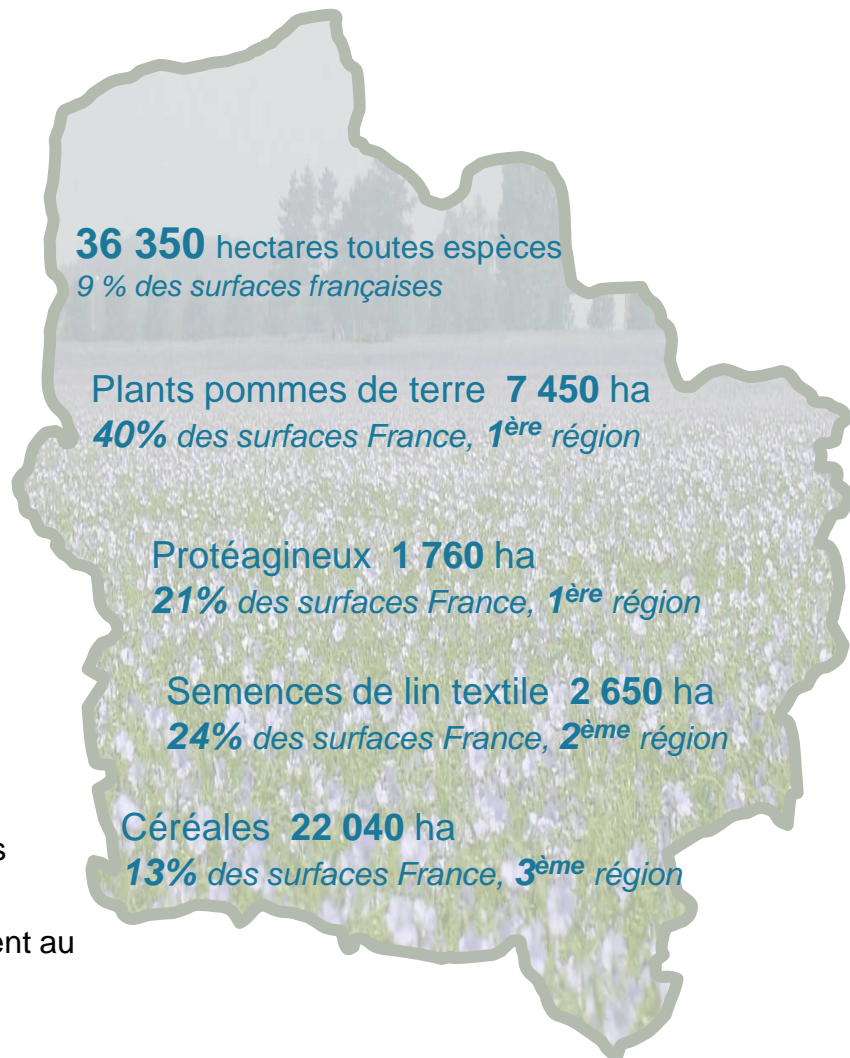 36 350 hectares toutes espèces
9 % des surfaces françaises
Plants pommes de terre 7 450 ha
40% des surfaces France, 1ère région
Protéagineux 1 760 ha
21% des surfaces France, 1ère région
Semences de lin textile 2 650 ha
24% des surfaces France, 2ème région
Céréales 22 040 ha
13% des surfaces France, 3ème région
s
ent au